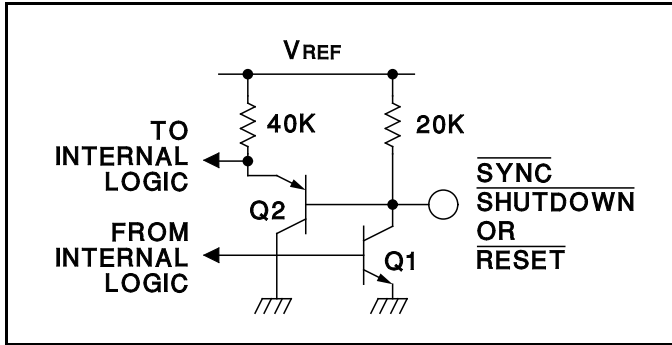 VREF
40K
20K
TO
INTERNAL
LOGIC
Q2
SYNC
SHUTDOWN
OR
RESET
FROM
INTERNAL
LOGIC
Q1